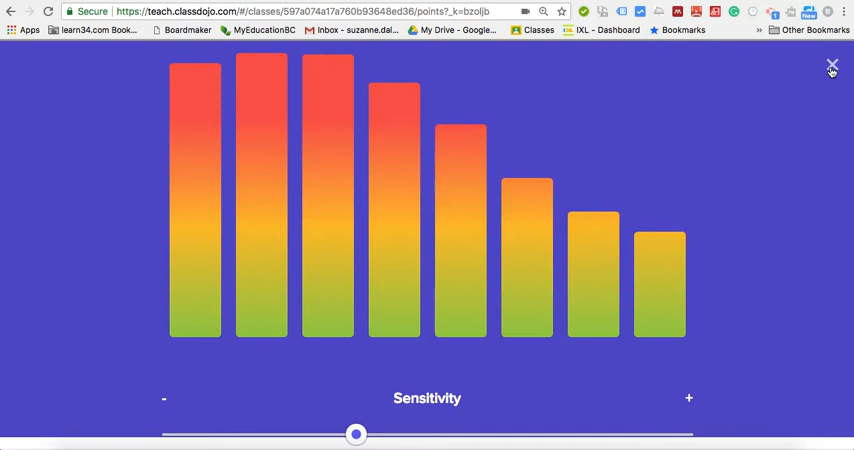 Secure https://teach.classdojo.com/#/classes/597a074a17a760b93648ed36/points?_k=bzoljb
Apps learn34.com Book... Boardmaker MyEducationBC Inbox - suzanne.dal... My Drive - Google... Classes IXL - Dashboard Bookmarks » Other Bookmarks
- Sensitivity +